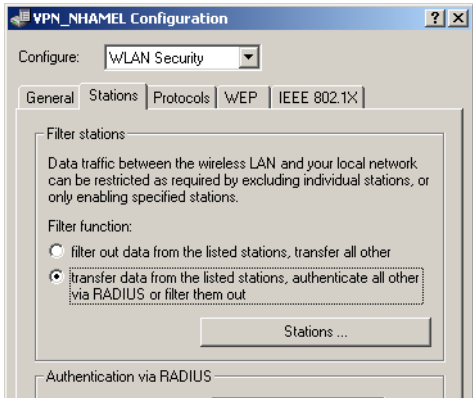 VPN_NHAMEL Configuration
Configure: WLAN Security
General Stations Protocols WEP IEEE 802.1X
Filter stations
Data traffic between the wireless LAN and your local network
can be restricted as required by excluding individual stations, or
only enabling specified stations.
Filter function:
filter out data from the listed stations, transfer all other
transfer data from the listed stations, authenticate all other
via RADIUS or filter them out
Stations ...
Authentication via RADIUS